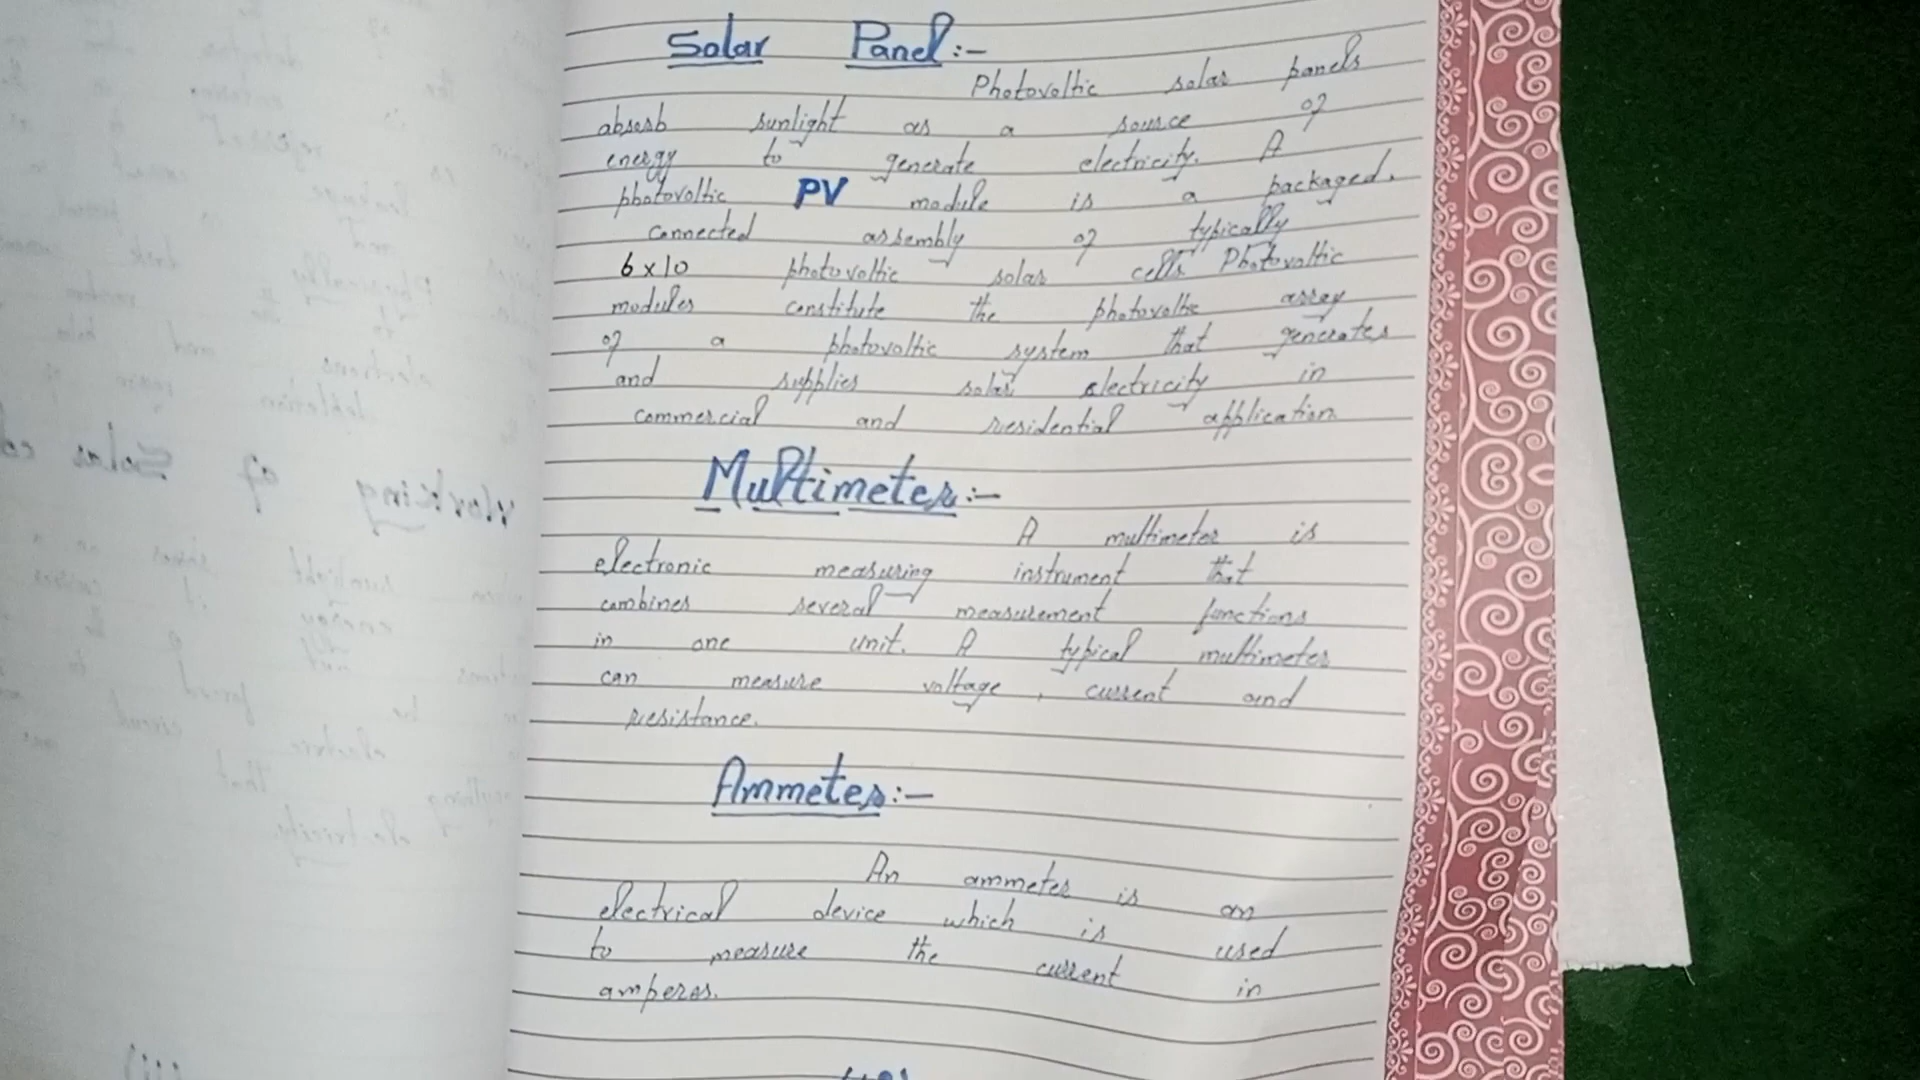 Solar Panel:-
Photovoltic solar panels
absorb sunlight as a source of
energy to generate electricity. A
photovoltic PV module is a packaged.
connected assembly of typically
6x10 photovoltic solar cells Photovoltic
modules constitute the photovoltic array
of a photovoltic system that generates
and supplies solar electricity in
commercial and residential application.
Multimeter:-
A multimeter is
electronic measuring instrument that
combines several measurement functions
in one unit. A typical multimeter
can measure voltage, current and
resistance.
Ammeter:-
An ammeter is an
electrical device which is used
to measure the current in
amperes.